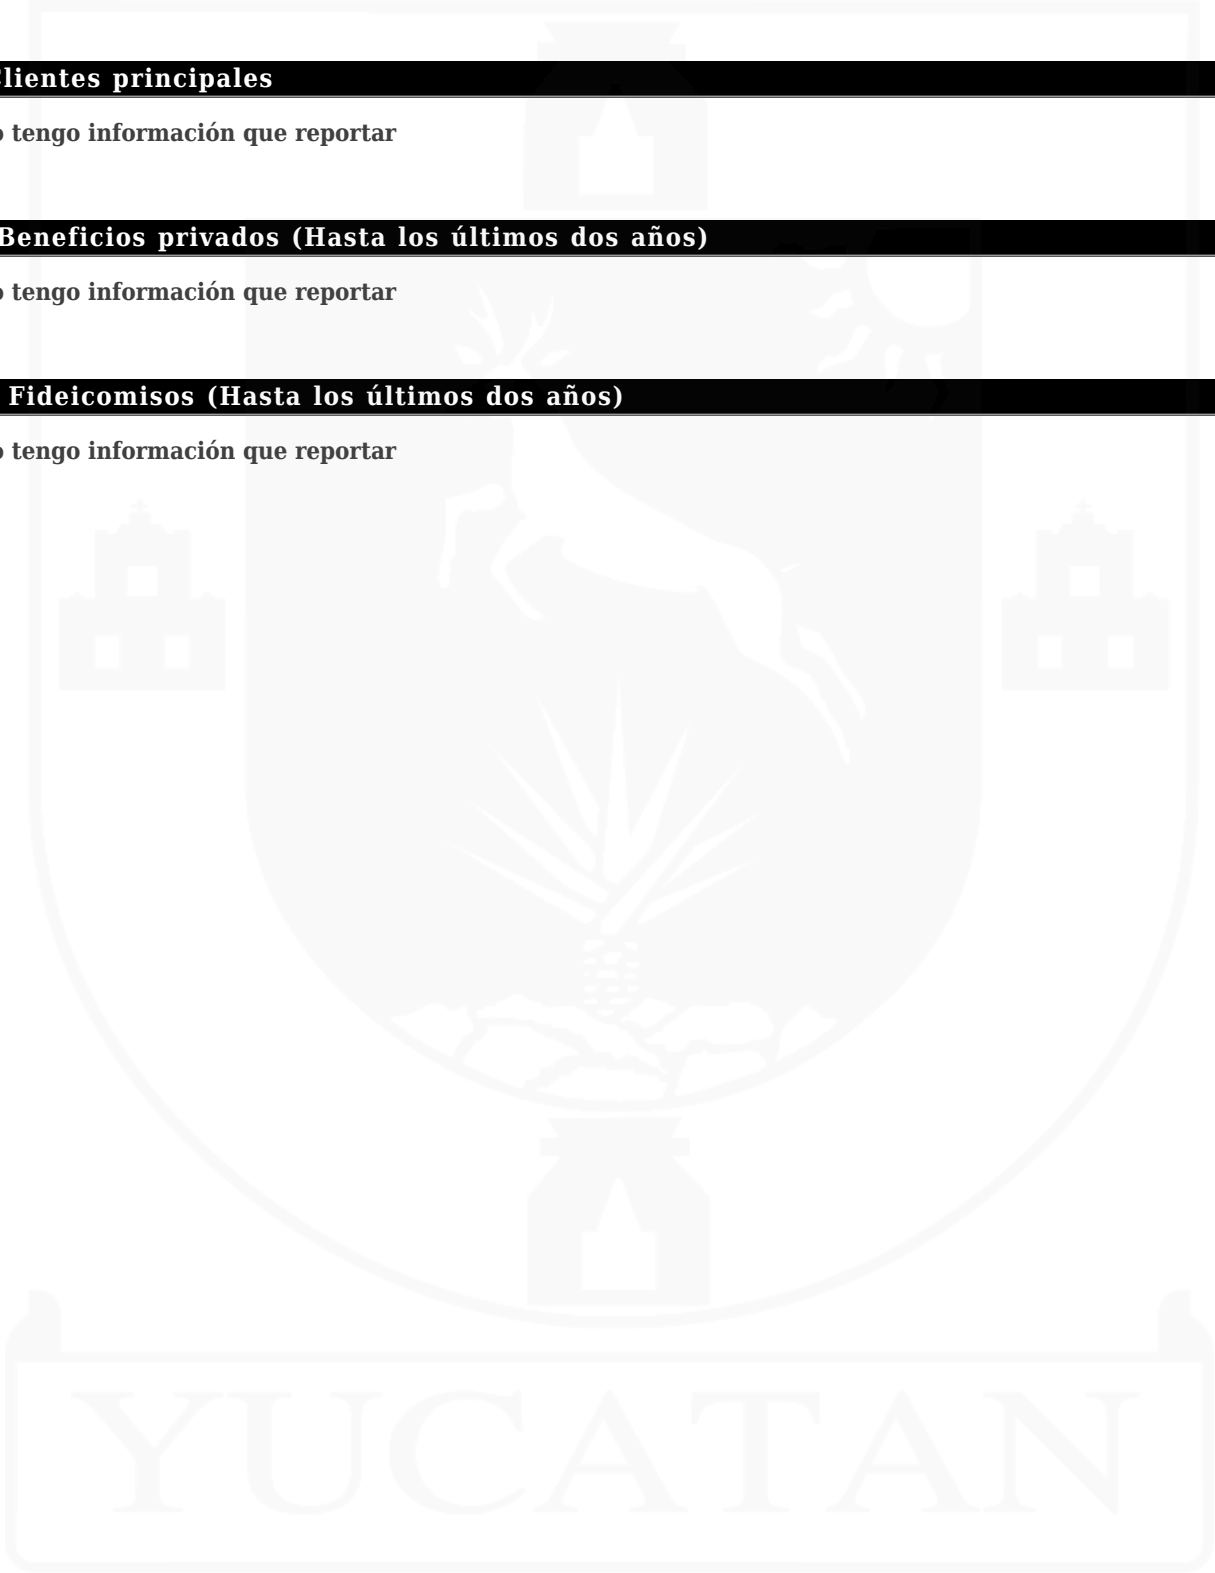 lientes principales
o tengo información que reportar
Beneficios privados (Hasta los últimos dos años)
o tengo información que reportar
Fideicomisos (Hasta los últimos dos años)
o tengo información que reportar
YUCATAN